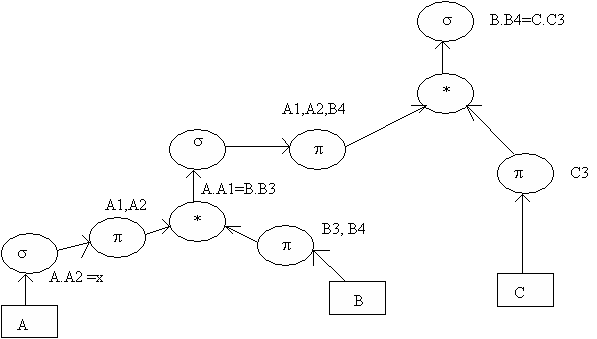 σ B.B4=C.C3
*
A1,A2,B4
σ π
π C3
A.A1=B.B3
A1,A2
* B3, B4
π π
σ
A.A2 =x
B
C
A